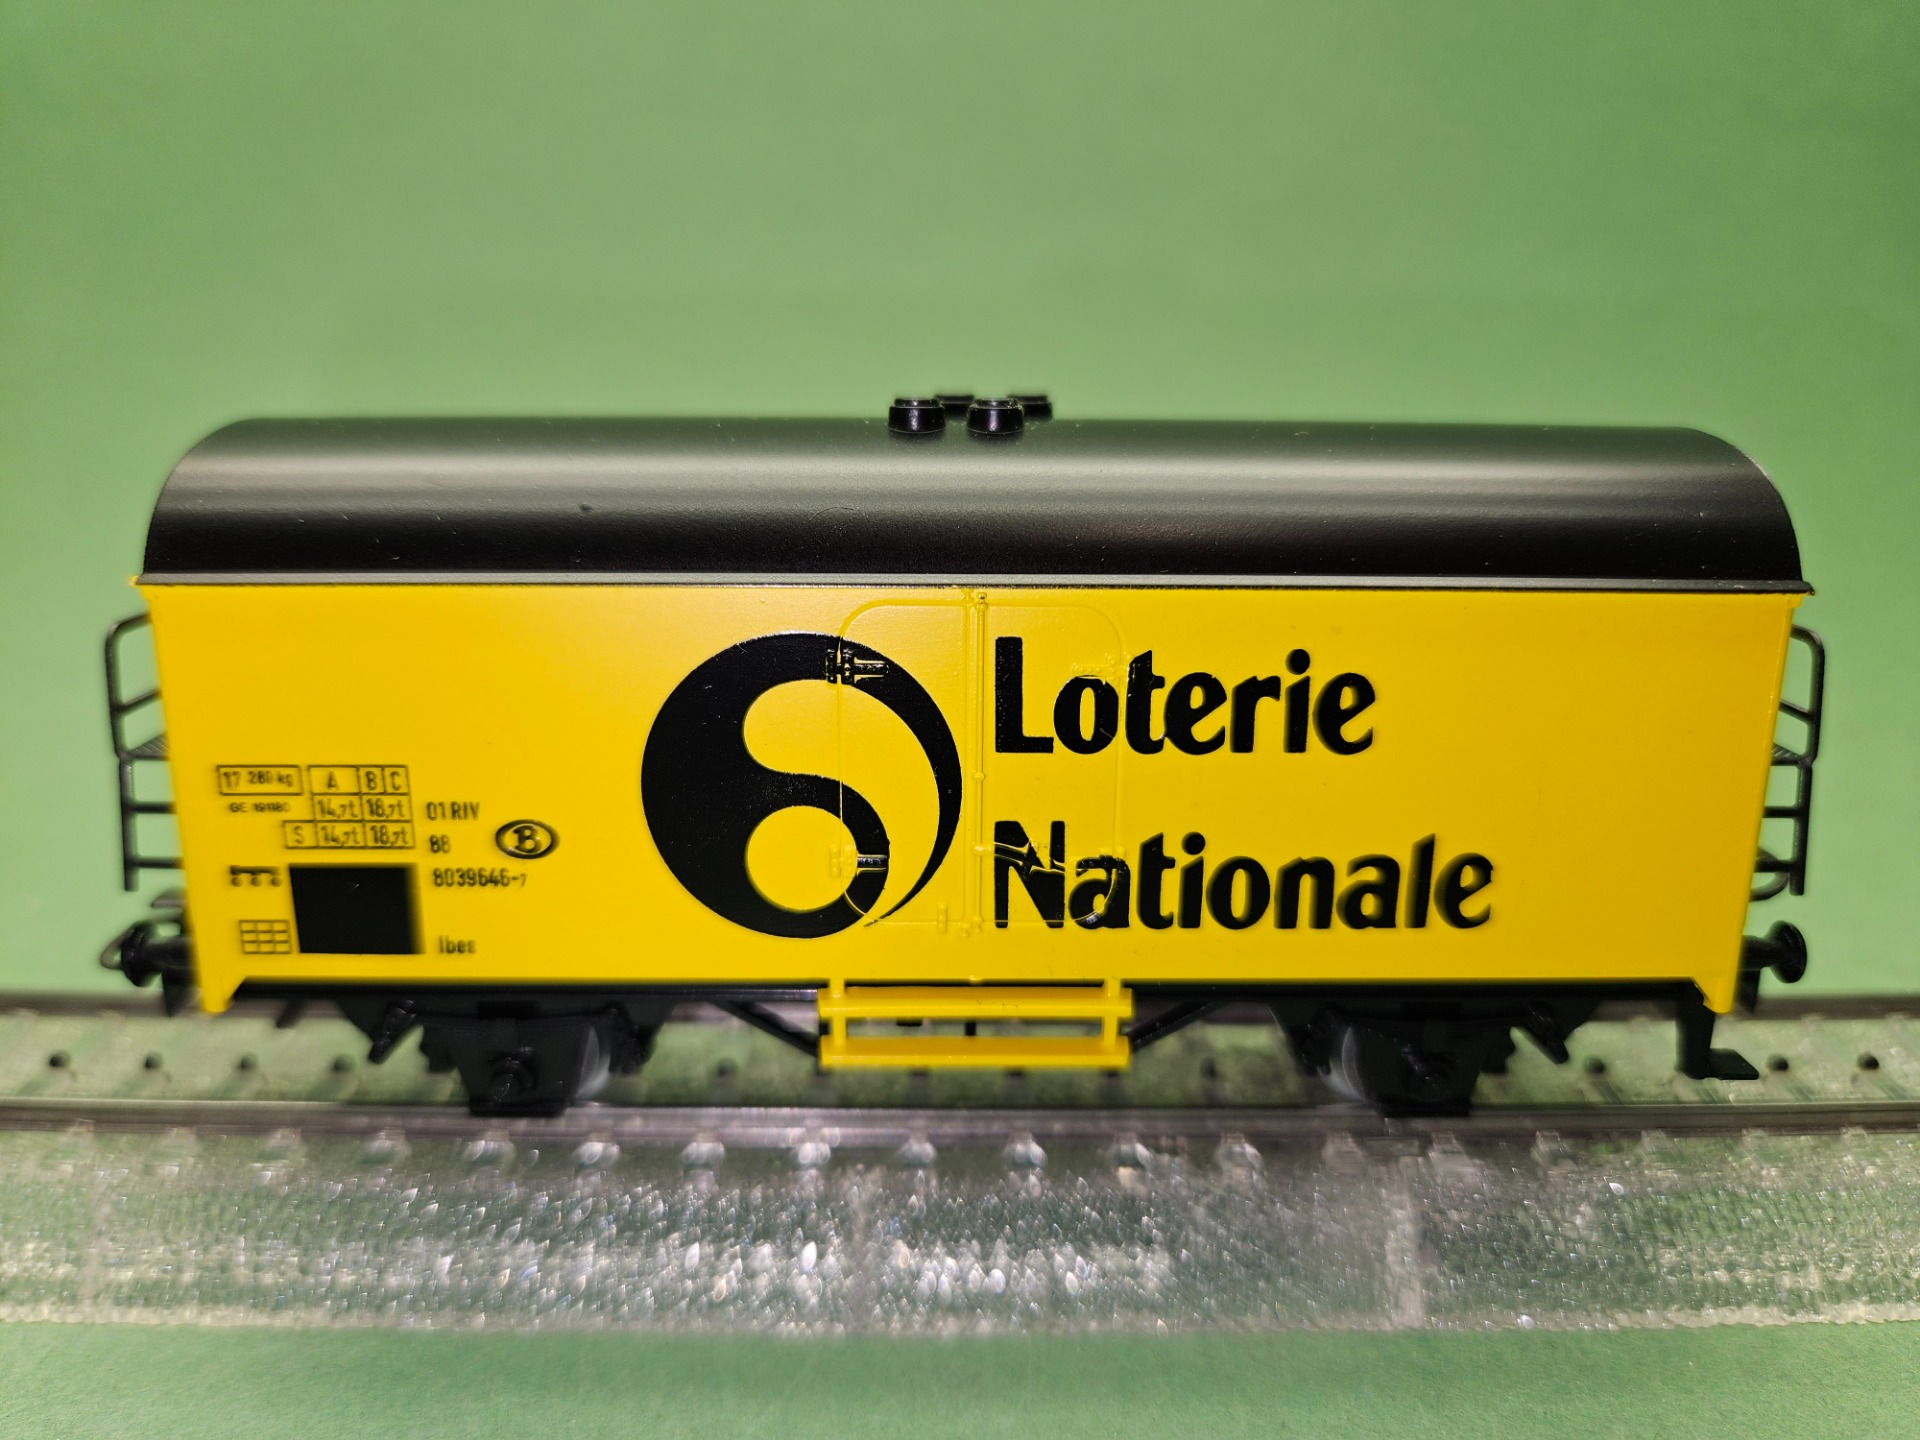 Loterie
Nationale
17 280 kg A B C
14,7t 18,7t 01 RIV
S 14,7t 18,7t 88
B
8039646-7
Ibes